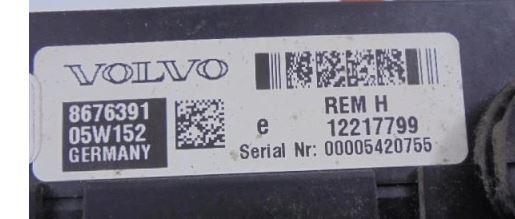 VOLVO
8676391
05W152
GERMANY
REM H
e 12217799
Serial Nr: 00005420755